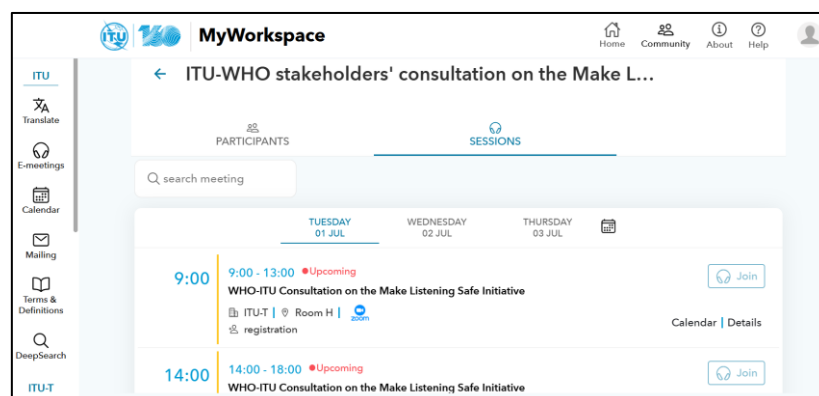 ITU 160 MyWorkspace Home Community About Help
ITU
← ITU-WHO stakeholders' consultation on the Make L...
Translate
PARTICIPANTS SESSIONS
E-meetings
search meeting
Calendar
TUESDAY WEDNESDAY THURSDAY
01 JUL 02 JUL 03 JUL
Mailing
9:00 9:00 - 13:00 Upcoming Join
WHO-ITU Consultation on the Make Listening Safe Initiative
Terms &
Definitions
ITU-T | Room H | zoom
registration Calendar | Details
DeepSearch
14:00 14:00 - 18:00 Upcoming Join
ITU-T WHO-ITU Consultation on the Make Listening Safe Initiative